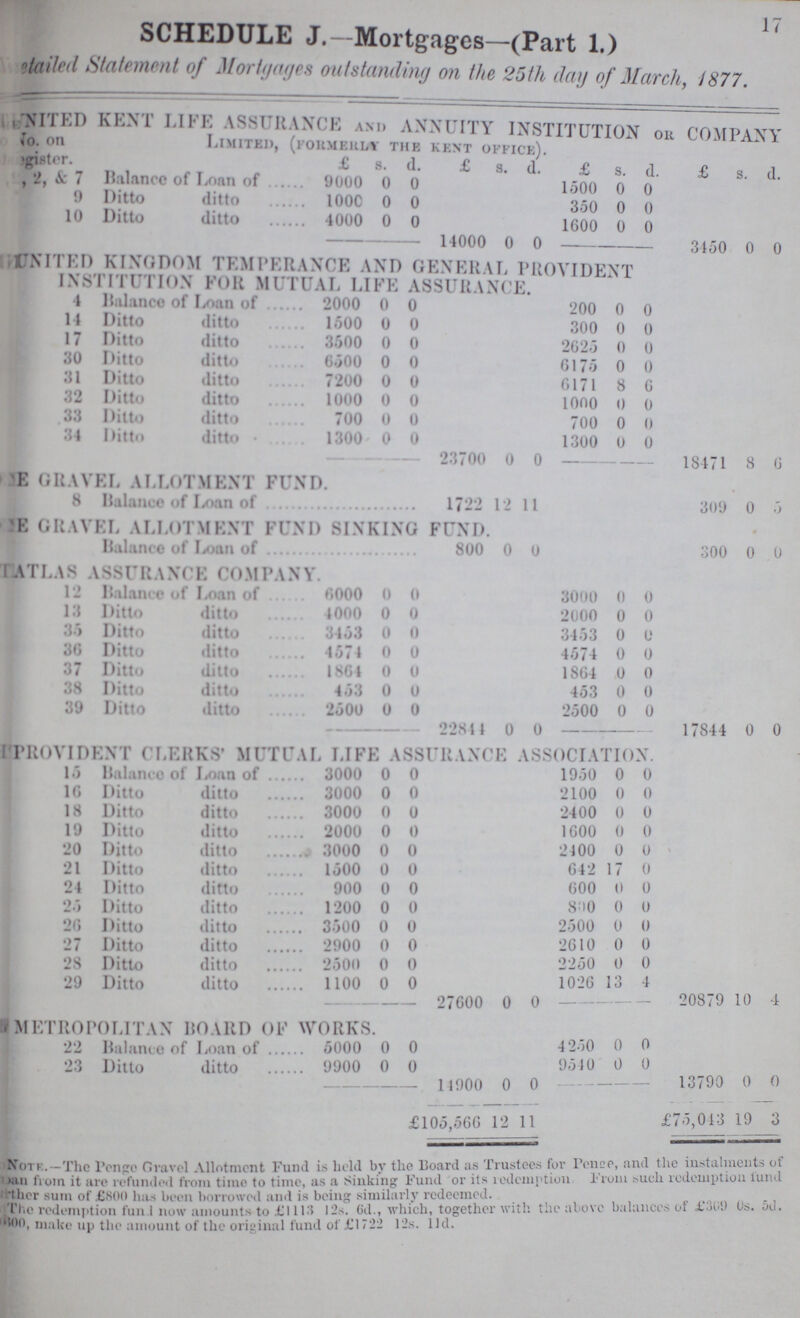 17
SCHEDULE J.—Mortgages—(Part 1.)
etailed Statement of Mortgages outstanding on the 25th day of March, 1877.
UNITED KENT LIFE ASSURANCE AND ANNUITY INSTITUTION OR COMPANY
No. on LIMITED, (FORMERLY THE KENT OFFICE).
gister. £ s. d. £ s. d. £ s. d. £ s. d.
, 2, & 7 Balance of Loan of ...... 9000 0 0 1500 0 0
9 Ditto ditto ...... 1000 0 0 350 0 0
10 Ditto ditto ...... 4000 0 0 1600 0 0
14000 0 0 3450 0 0
UNITED KINGDOM TEMPERANCE AND GENERAL PROVIDENT
INSTITUTION FOR MUTUAL LIFE ASSURANCE.
4 Balance of Loan of ...... 2000 0 0 200 0 0
14 Ditto ditto ...... 1500 0 0 300 0 0
17 Ditto ditto ...... 3500 0 0 2625 0 0
30 Ditto ditto ...... 6500 0 0 6175 0 0
31 Ditto ditto ...... 7200 0 0 6171 8 6
32 Ditto ditto ...... 1000 0 0 1000 0 0
33 Ditto ditto ...... 700 0 0 700 0 0
34 Ditto ditto ...... 1300 0 0 1300 0 0
23700 0 0 18471 8 6
E GRAVEL ALLOTMENT FUND.
8 Balance of Loan of ...................... 1722 12 11 309 0 5
E GRAVEL ALLOTMENT FUND SINKING FUND.
Balance of Loan of ...................... 800 0 0 300 0 0
ATLAS ASSURANCE COMPANY.
12 Balance of Loan of ...... 6000 0 0 3000 0 0
13 Ditto ditto ...... 4000 0 0 2000 0 0
35 Ditto ditto ...... 3453 0 0 3453 0 0
36 Ditto ditto ...... 4574 0 0 4574 0 0
37 Ditto ditto ...... 1864 0 0 1864 0 0
38 Ditto ditto ...... 453 0 0 453 0 0
39 Ditto ditto ...... 2500 0 0 2500 0 0
22844 0 0 17844 0 0
PROVIDENT CLERKS' MUTUAL LIFE ASSURANCE ASSOCIATION.
15 Balance of Loan of ...... 3000 0 0 1950 0 0
16 Ditto ditto ...... 3000 0 0 2100 0 0
18 Ditto ditto ...... 3000 0 0 2400 0 0
19 Ditto ditto ...... 2000 0 0 1600 0 0
20 Ditto ditto ...... 3000 0 0 2400 0 0
21 Ditto ditto ...... 1500 0 0 642 17 0
24 Ditto ditto ...... 900 0 0 600 0 0
25 Ditto ditto ...... 1200 0 0 800 0 0
26 Ditto ditto ...... 3500 0 0 2500 0 0
27 Ditto ditto ...... 2900 0 0 2610 0 0
28 Ditto ditto ...... 2500 0 0 2250 0 0
29 Ditto ditto ...... 1100 0 0 1026 13 4
27600 0 0 20879 10 4
METROPOLITAN BOARD OF WORKS.
22 Balance of Loan of ...... 5000 0 0 4250 0 0
23 Ditto ditto ...... 9900 0 0 9540 0 0
14900 0 0 13790 0 0
£105,566 12 11 £75,043 19 3
NOTE.—The Penge Gravel Allotment Fund is held by the Board as Trustees for Penge, and the instalments of
oan from it are refunded from time to time, as a Sinking Fund for its redemption. From such redemption fund
rther sum of £800 has been borrowed and is being similarly redeemed.
The redemption fund now amounts to £1113 12s. 6d., which, together with the above balances of £309 0s. 5d.
300, make up the amount of the original fund of £1722 12s. 11d.